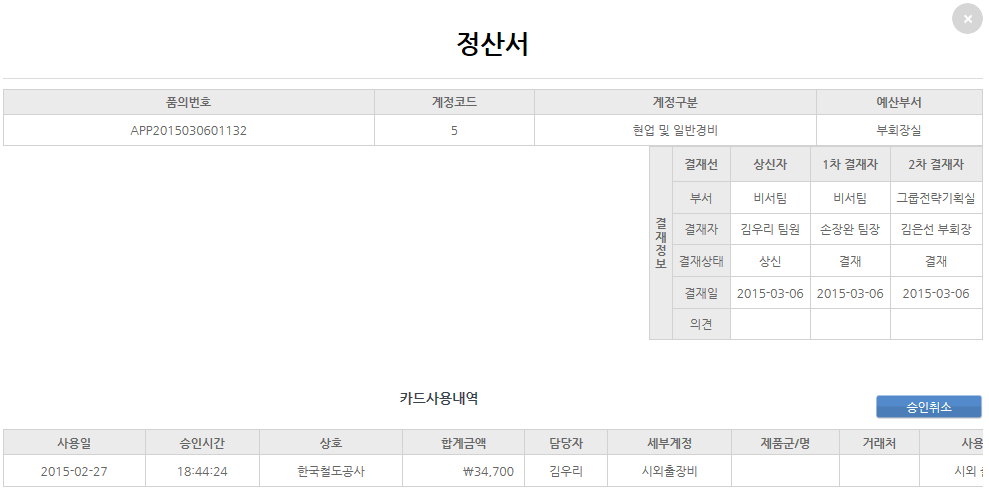 정산서
품의번호 계정코드 계정구분 예산부서
APP2015030601132 5 현업 및 일반경비 부회장실
결재정보
결재선 상신자 1차 결재자 2차 결재자
부서 비서팀 비서팀 그룹전략기획실
결재자 김우리 팀원 손장완 팀장 김은선 부회장
결재상태 상신 결재 결재
결재일 2015-03-06 2015-03-06 2015-03-06
의견
카드사용내역
승인취소
사용일 승인시간 상호 합계금액 담당자 세부계정 제품군/명 거래처 사용
2015-02-27 18:44:24 한국철도공사 ₩34,700 김우리 시외출장비 시외